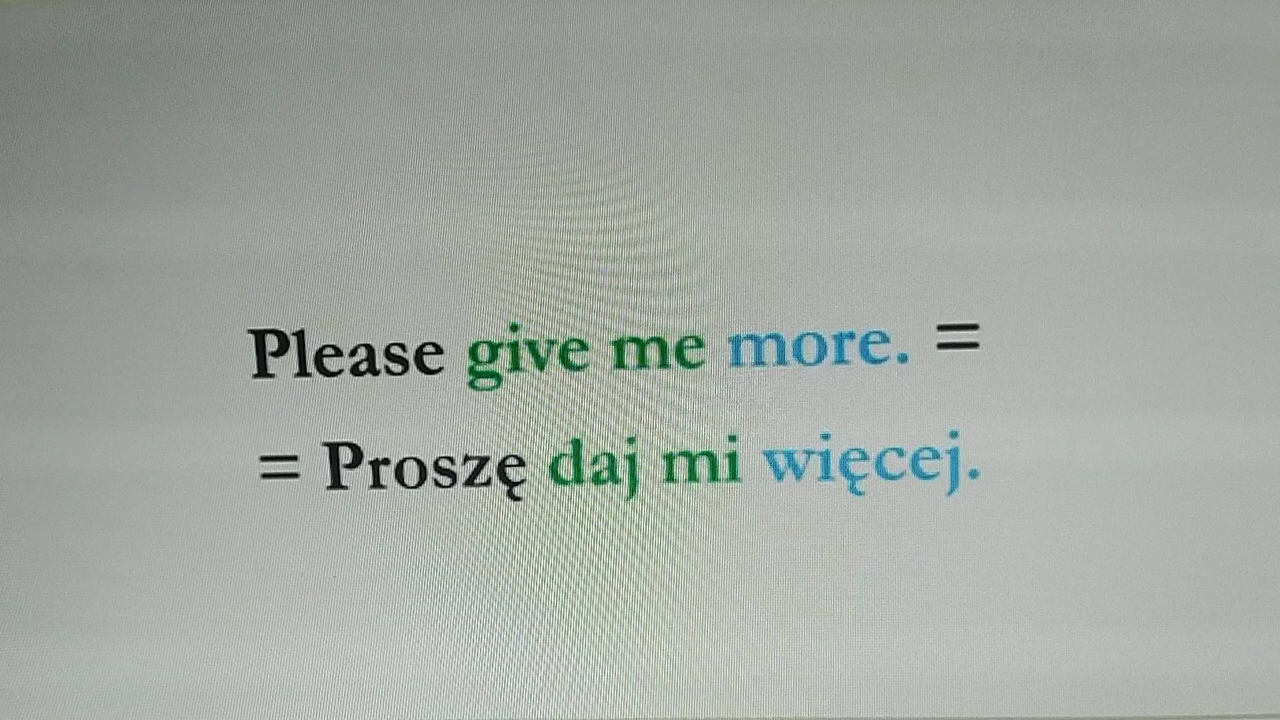 Please give me more. =
= Proszę daj mi więcej.